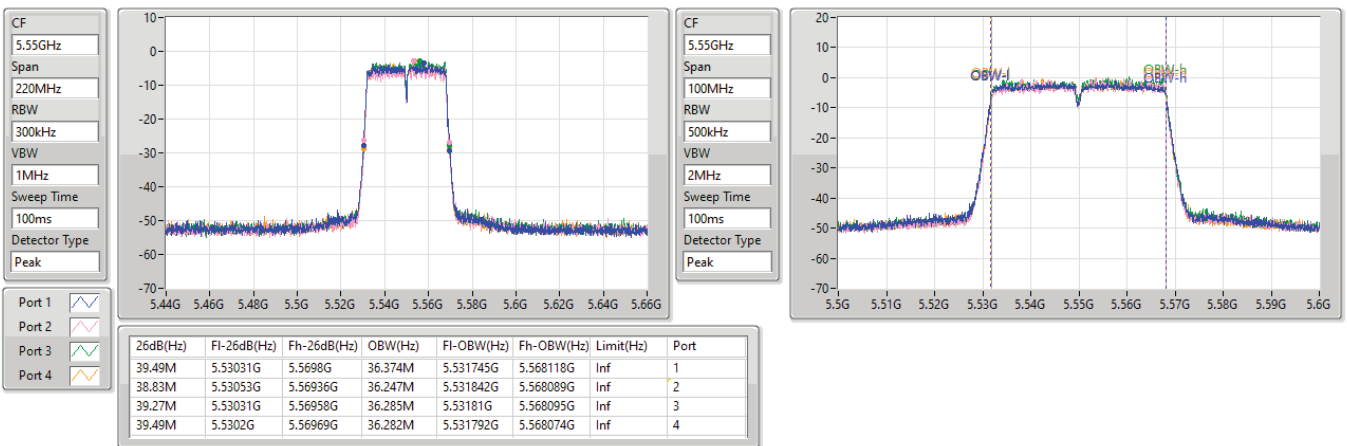 CF
5.55GHz
Span
220MHz
RBW
300kHz
VBW
1MHz
Sweep Time
100ms
Detector Type
Peak
10
0
-10
-20
-30
-40
-50
-60
-70
5.44G 5.46G 5.48G 5.5G 5.52G 5.54G 5.56G 5.58G 5.6G 5.62G 5.64G 5.66G
CF
5.55GHz
Span
100MHz
RBW
500kHz
VBW
2MHz
Sweep Time
100ms
Detector Type
Peak
20
10
0
-10
-20
-30
-40
-50
-60
-70
OBW-l
OBW-h
OBW-h
5.5G 5.51G 5.52G 5.53G 5.54G 5.55G 5.56G 5.57G 5.58G 5.59G 5.6G
Port 1
Port 2
Port 3
Port 4
26dB(Hz) Fl-26dB(Hz) Fh-26dB(Hz) OBW(Hz) Fl-OBW(Hz) Fh-OBW(Hz) Limit(Hz) Port
39.49M 5.53031G 5.5698G 36.374M 5.531745G 5.568118G Inf 1
38.83M 5.53053G 5.56936G 36.247M 5.531842G 5.568089G Inf 2
39.27M 5.53031G 5.56958G 36.285M 5.53181G 5.568095G Inf 3
39.49M 5.5302G 5.56969G 36.282M 5.531792G 5.568074G Inf 4